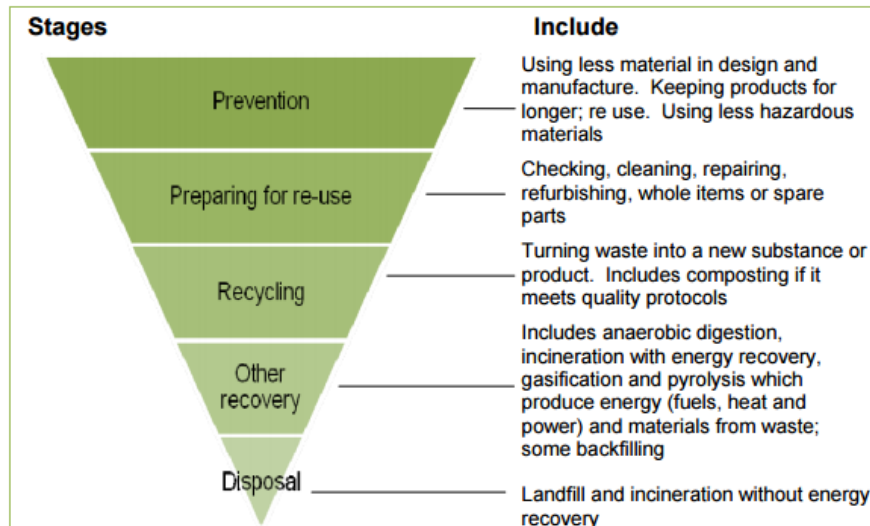 Stages
Include
Prevention
Using less material in design and
manufacture. Keeping products for
longer; re use. Using less hazardous
materials
Preparing for re-use
Checking, cleaning, repairing,
refurbishing, whole items or spare
parts
Recycling
Turning waste into a new substance or
product. Includes composting if it
meets quality protocols
Other
recovery
Includes anaerobic digestion,
incineration with energy recovery,
gasification and pyrolysis which
produce energy (fuels, heat and
power) and materials from waste;
some backfilling
Disposal
Landfill and incineration without energy
recovery